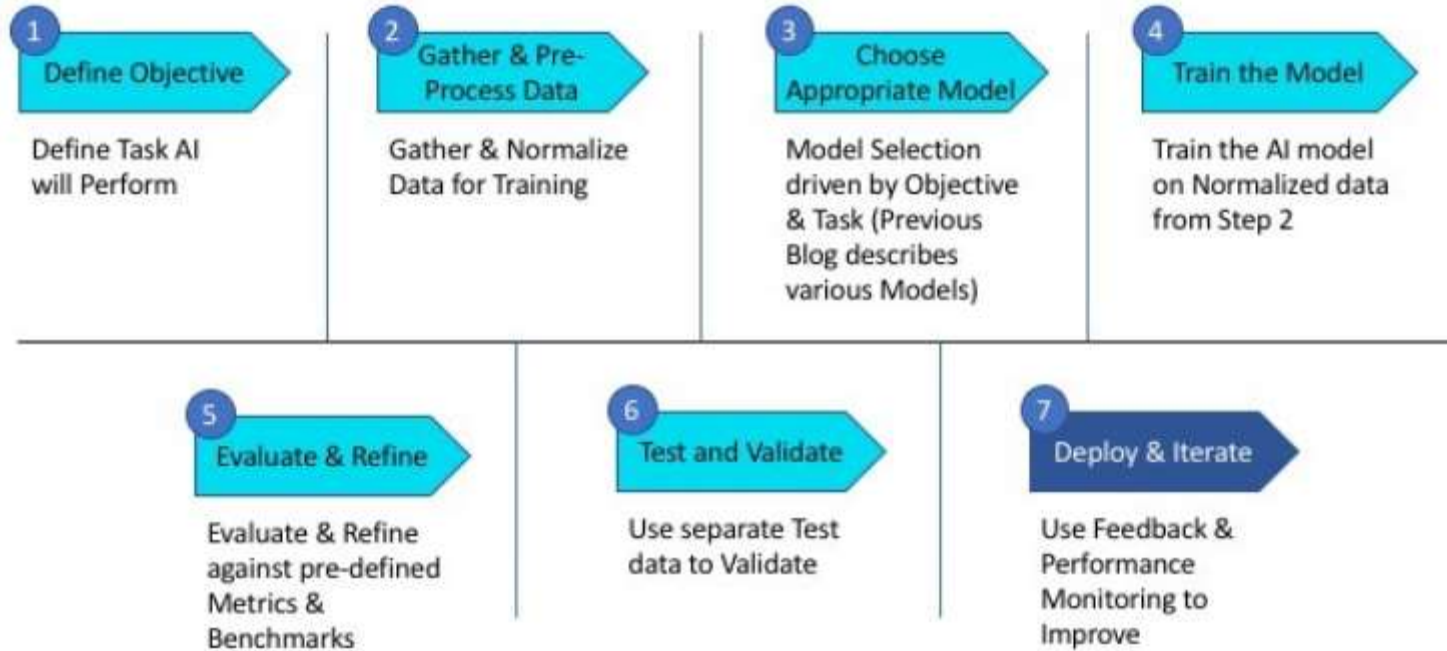 1
Define Objective
Define Task AI
will Perform
2
Gather & Pre-
Process Data
Gather & Normalize
Data for Training
3
Choose
Appropriate Model
Model Selection
driven by Objective
& Task (Previous
Blog describes
various Models)
4
Train the Model
Train the AI model
on Normalized data
from Step 2
5
Evaluate & Refine
Evaluate & Refine
against pre-defined
Metrics &
Benchmarks
6
Test and Validate
Use separate Test
data to Validate
7
Deploy & Iterate
Use Feedback &
Performance
Monitoring to
Improve